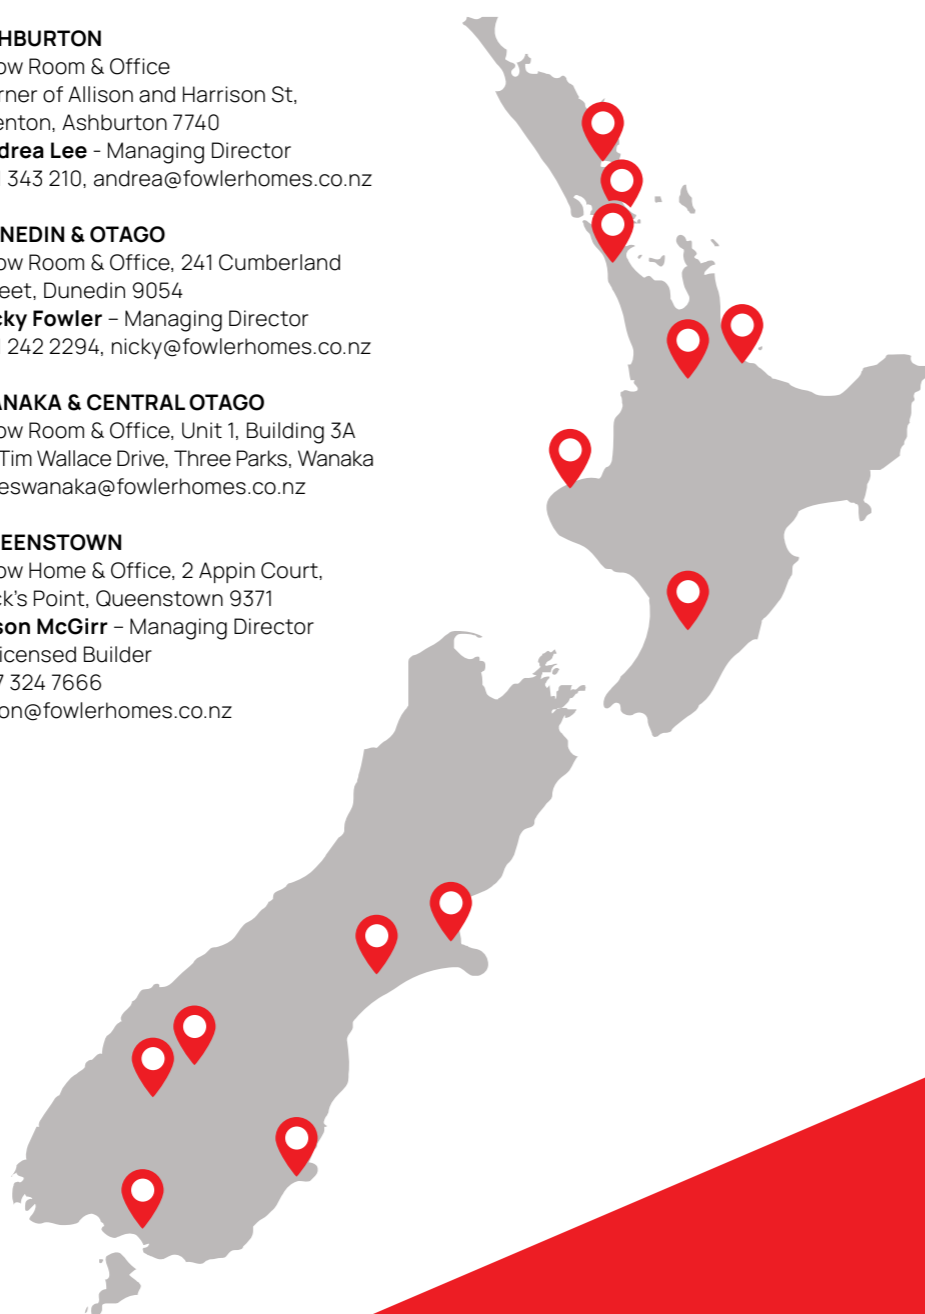 HBURTON
ow Room & Office
rner of Allison and Harrison St,
enton, Ashburton 7740
drea Lee - Managing Director
343 210, andrea@fowlerhomes.co.nz
NEDIN & OTAGO
ow Room & Office, 241 Cumberland
eet, Dunedin 9054
cky Fowler – Managing Director
242 2294, nicky@fowlerhomes.co.nz
ANAKA & CENTRAL OTAGO
ow Room & Office, Unit 1, Building 3A
Tim Wallace Drive, Three Parks, Wanaka
eswanaka@fowlerhomes.co.nz
EENSTOWN
ow Home & Office, 2 Appin Court,
ck's Point, Queenstown 9371
son McGirr – Managing Director
icensed Builder
7 324 7666
on@fowlerhomes.co.nz